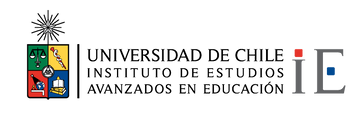 UNIVERSIDAD DE CHILE
INSTITUTO DE ESTUDIOS
AVANZADOS EN EDUCACIÓN
iE